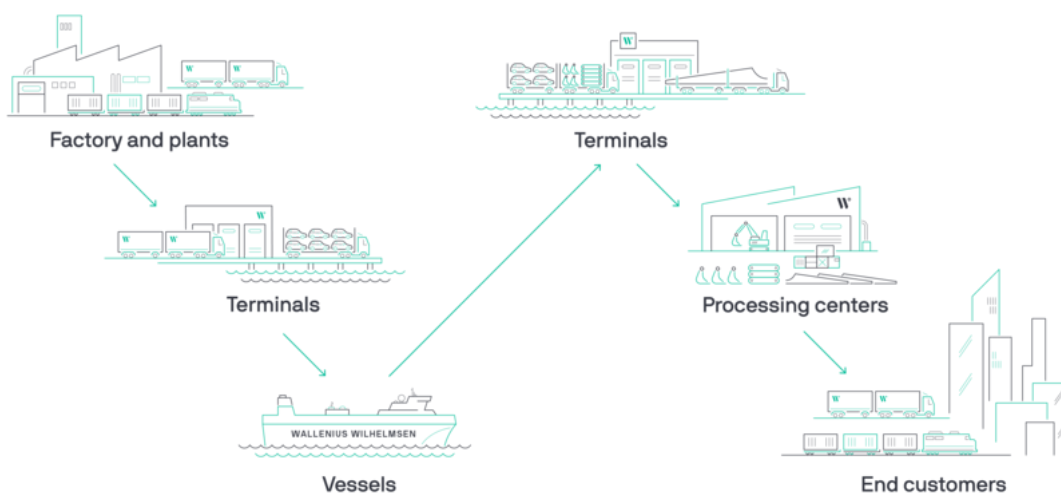 Factory and plants
Terminals
WALLENIUS WILHELMSEN
Vessels
W
Terminals
W
Processing centers
W W
End customers
W W
W
W W